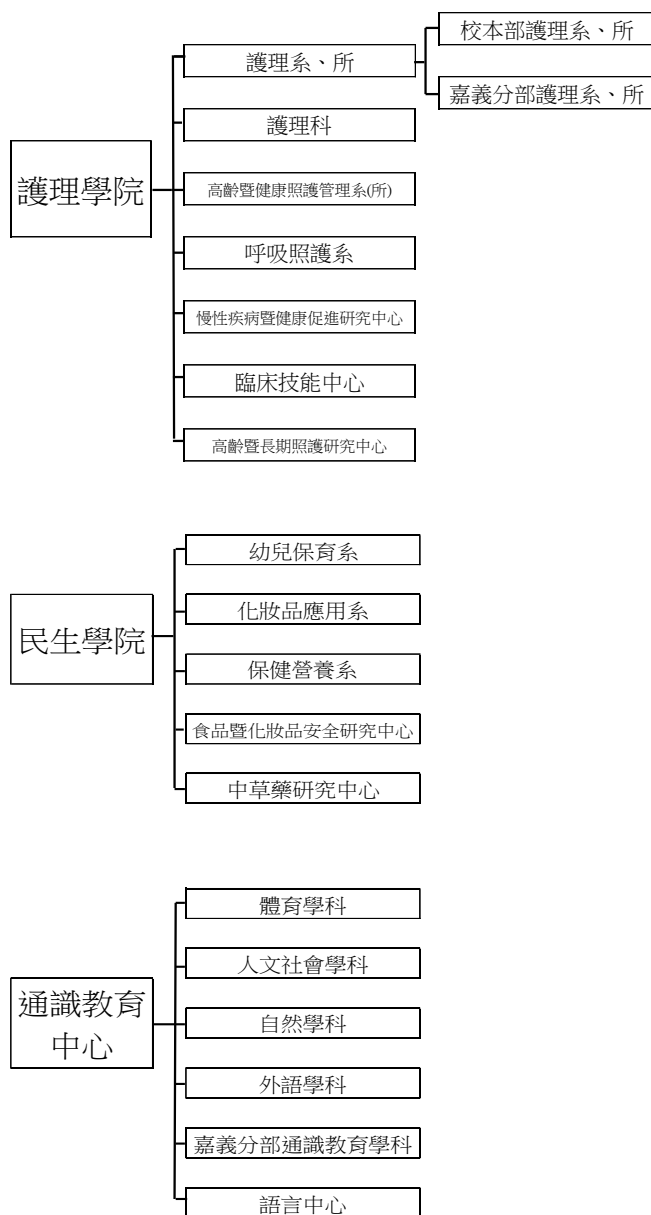 校本部護理系、所
護理系、所
嘉義分部護理系、所
護理科
護理學院
高齡暨健康照護管理系(所)
呼吸照護系
慢性疾病暨健康促進研究中心
臨床技能中心
高齡暨長期照護研究中心
幼兒保育系
化妝品應用系
民生學院
保健營養系
食品暨化妝品安全研究中心
中草藥研究中心
體育學科
人文社會學科
通識教育
中心
自然學科
外語學科
嘉義分部通識教育學科
語言中心